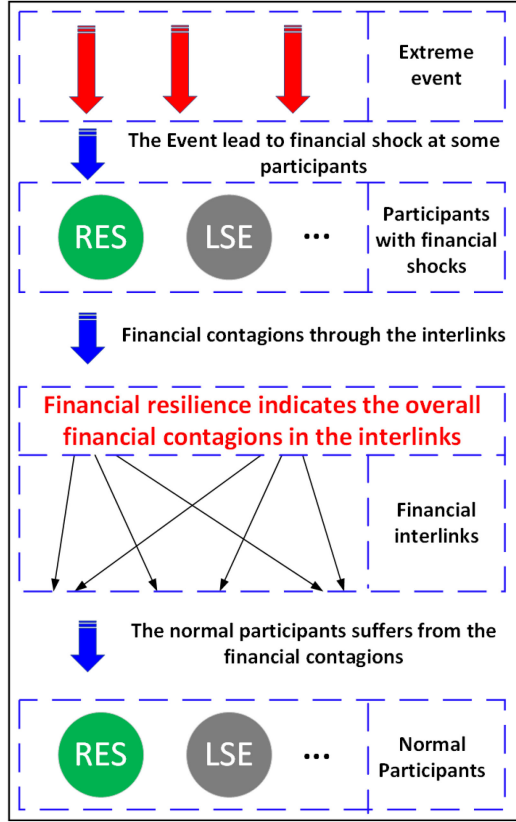 Extreme
event
The Event lead to financial shock at some
participants
RES
LSE
...
Participants
with financial
shocks
Financial contagions through the interlinks
Financial resilience indicates the overall
financial contagions in the interlinks
Financial
interlinks
The normal participants suffers from the
financial contagions
RES
LSE
...
Normal
Participants